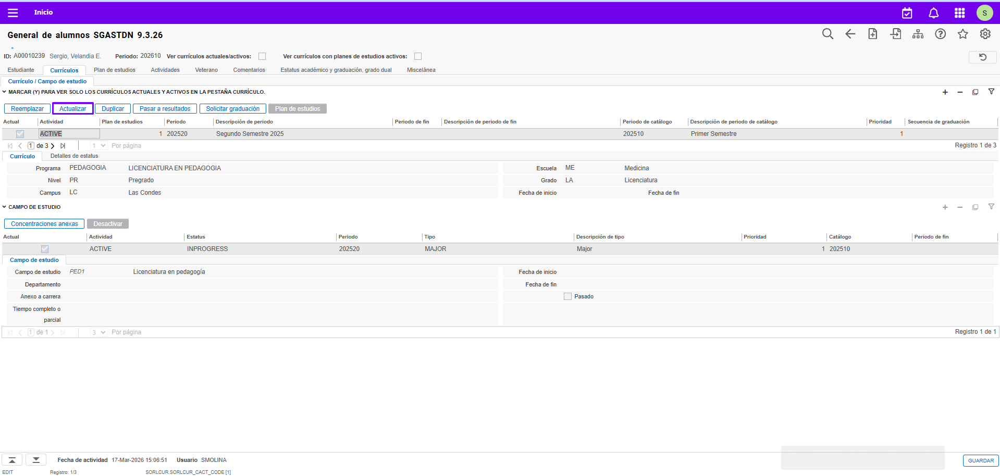 Inicio
S
General de alumnos SGASTDN 9.3.26
ID: A00010239 Sergio, Velandia E. Periodo: 202610 Ver currículos actuales/activos: Ver currículos con planes de estudios activos:
Estudiante Currículos Plan de estudios Actividades Veterano Comentarios Estatus académico y graduación, grado dual Miscelánea
Currículo / Campo de estudio
MARCAR (Y) PARA VER SOLO LOS CURRÍCULOS ACTUALES Y ACTIVOS EN LA PESTAÑA CURRÍCULO.
Reemplazar Actualizar Duplicar Pasar a resultados Solicitar graduación Plan de estudios
Actual Actividad Plan de estudios Periodo Descripción de periodo Periodo de fin Descripción de periodo de fin Periodo de catálogo Descripción de periodo de catálogo Prioridad Secuencia de graduación
ACTIVE 1 202520 Segundo Semestre 2025 202510 Primer Semestre 1
1 de 3 1 Por página Registro 1 de 3
Currículo Detalles de estatus
Programa PEDAGOGIA LICENCIATURA EN PEDAGOGIA Escuela ME Medicina
Nivel PR Pregrado Grado LA Licenciatura
Campus LC Las Condes Fecha de inicio Fecha de fin
CAMPO DE ESTUDIO
Concentraciones anexas Desactivar
Actual Actividad Estatus Periodo Tipo Descripción de tipo Prioridad Catálogo Periodo de fin
ACTIVE INPROGRESS 202520 MAJOR Major 1 202510
Campo de estudio
Campo de estudio PED1 Licenciatura en pedagogía Fecha de inicio
Departamento Fecha de fin
Anexo a carrera Pasado
Tiempo completo o
parcial
1 de 1 3 Por página Registro 1 de 1
Fecha de actividad 17-Mar-2026 15:06:51 Usuario SMOLINA GUARDAR
EDIT Registro: 1/3 SORLCUR.SORLCUR_CACT_CODE [1]